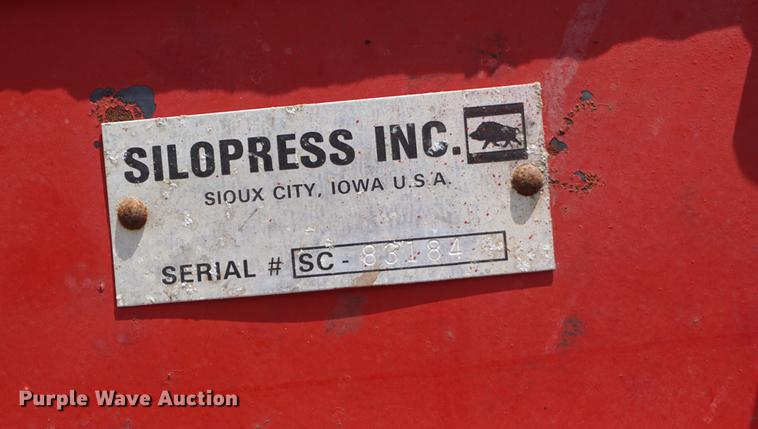 SILOPRESS INC.
SIOUX CITY, IOWA U.S.A.
SERIAL # SC - 83184
Purple Wave Auction